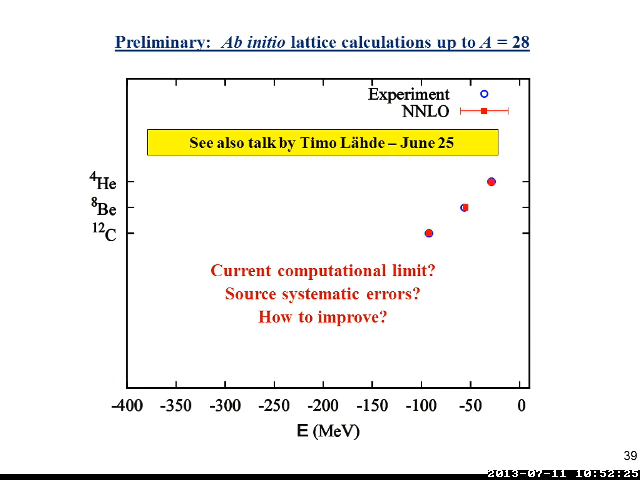 Preliminary: Ab initio lattice calculations up to A = 28
Experiment
NNLO
See also talk by Timo Lähde – June 25
4He
8Be
12C
Current computational limit?
Source systematic errors?
How to improve?
-400 -350 -300 -250 -200 -150 -100 -50 0
E (MeV)
39
2013-07-11 10:52:25